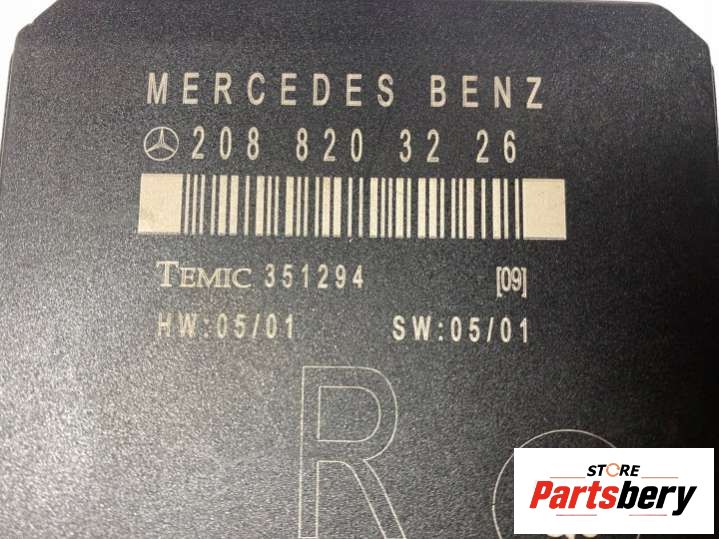 MERCEDES BENZ
208 820 32 26
TEMIC 351294 [09]
HW:05/01 SW:05/01
R
STORE
Partsbery